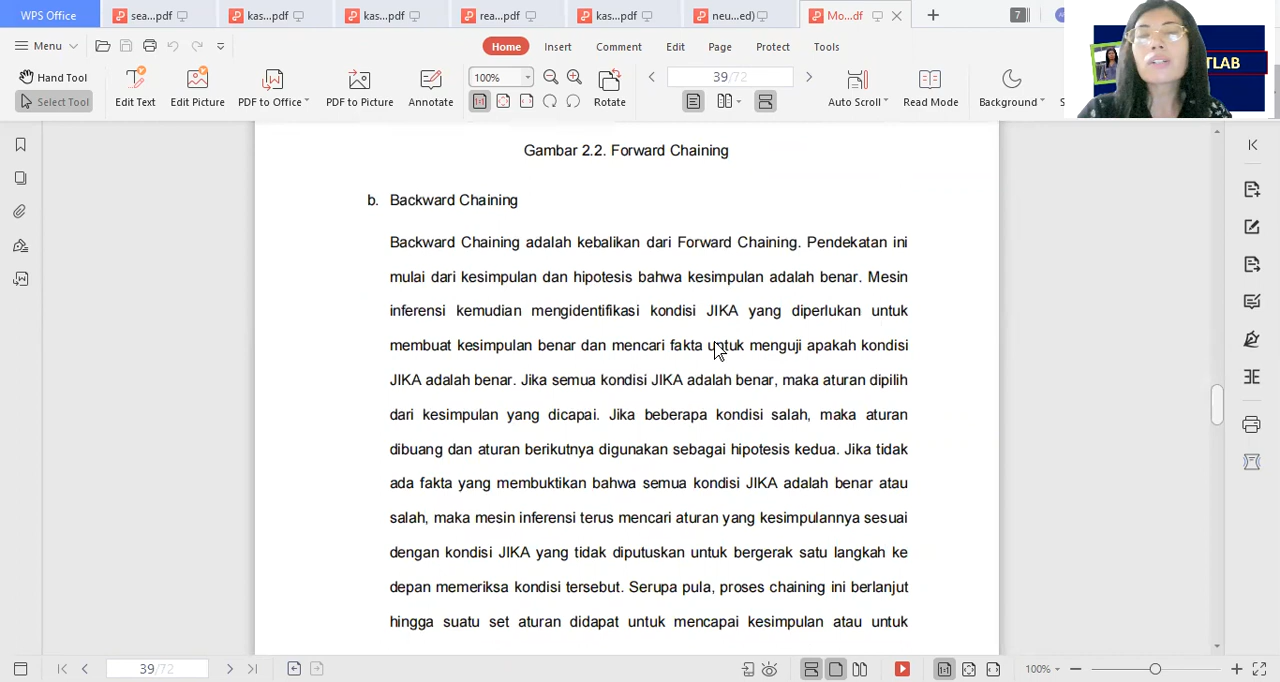 WPS Office
sea....pdf
kas....pdf
kas....pdf
rea....pdf
kas....pdf
neu...ed)
Mo...df
7
Menu
Home
Insert
Comment
Edit
Page
Protect
Tools
TLAB
Hand Tool
Select Tool
Edit Text
Edit Picture
PDF to Office
PDF to Picture
Annotate
100%
Rotate
39/72
Auto Scroll
Read Mode
Background
Gambar 2.2. Forward Chaining
b. Backward Chaining
Backward Chaining adalah kebalikan dari Forward Chaining. Pendekatan ini
mulai dari kesimpulan dan hipotesis bahwa kesimpulan adalah benar. Mesin
inferensi kemudian mengidentifikasi kondisi JIKA yang diperlukan untuk
membuat kesimpulan benar dan mencari fakta untuk menguji apakah kondisi
JIKA adalah benar. Jika semua kondisi JIKA adalah benar, maka aturan dipilih
dari kesimpulan yang dicapai. Jika beberapa kondisi salah, maka aturan
dibuang dan aturan berikutnya digunakan sebagai hipotesis kedua. Jika tidak
ada fakta yang membuktikan bahwa semua kondisi JIKA adalah benar atau
salah, maka mesin inferensi terus mencari aturan yang kesimpulannya sesuai
dengan kondisi JIKA yang tidak diputuskan untuk bergerak satu langkah ke
depan memeriksa kondisi tersebut. Serupa pula, proses chaining ini berlanjut
hingga suatu set aturan didapat untuk mencapai kesimpulan atau untuk
39/72
100%